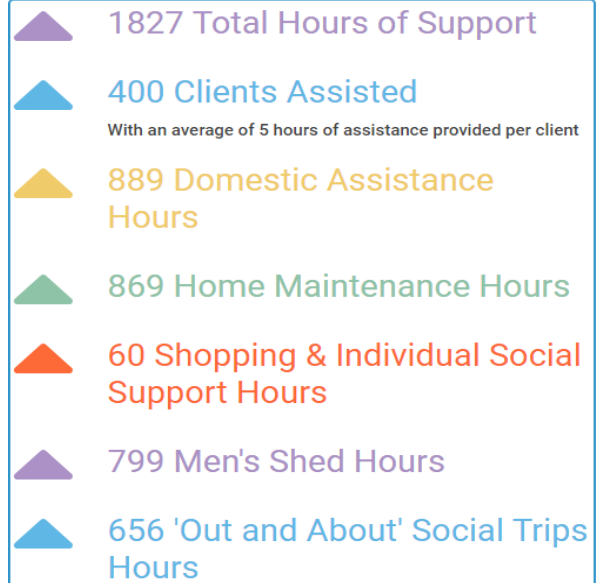 1827 Total Hours of Support
400 Clients Assisted
With an average of 5 hours of assistance provided per client
889 Domestic Assistance
Hours
869 Home Maintenance Hours
60 Shopping & Individual Social
Support Hours
799 Men's Shed Hours
656 'Out and About' Social Trips
Hours